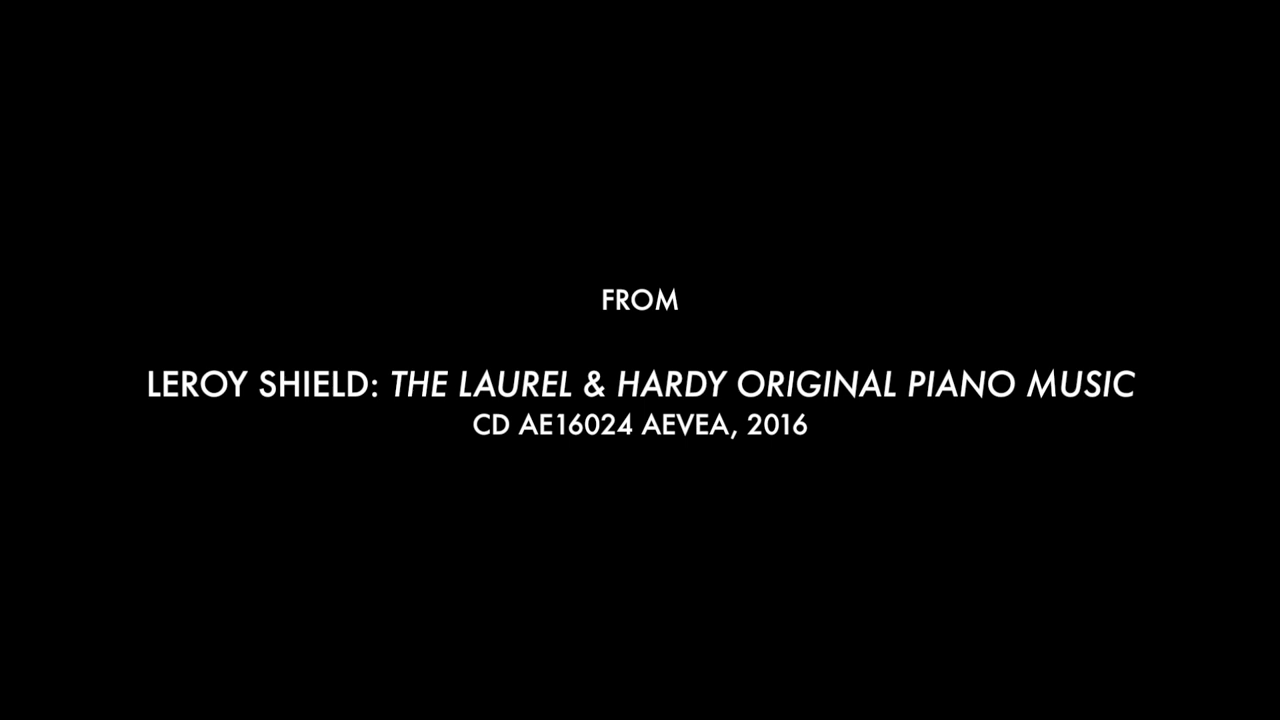 FROM
LEROY SHIELD: THE LAUREL & HARDY ORIGINAL PIANO MUSIC
CD AE16024 AEVEA, 2016